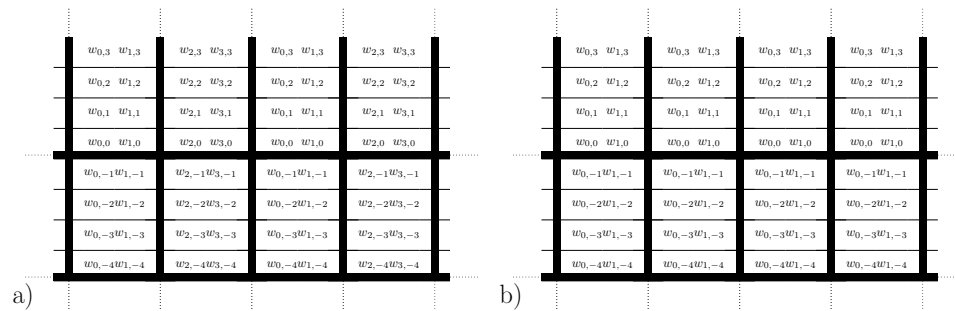 w0,3 w1,3 w2,3 w3,3 w0,3 w1,3 w2,3 w3,3
w0,2 w1,2 w2,2 w3,2 w0,2 w1,2 w2,2 w3,2
w0,1 w1,1 w2,1 w3,1 w0,1 w1,1 w2,1 w3,1
w0,0 w1,0 w2,0 w3,0 w0,0 w1,0 w2,0 w3,0
w0,−1w1,−1 w2,−1w3,−1 w0,−1w1,−1 w2,−1w3,−1
w0,−2w1,−2 w2,−2w3,−2 w0,−2w1,−2 w2,−2w3,−2
w0,−3w1,−3 w2,−3w3,−3 w0,−3w1,−3 w2,−3w3,−3
w0,−4w1,−4 w2,−4w3,−4 w0,−4w1,−4 w2,−4w3,−4
a)
w0,3 w1,3 w0,3 w1,3 w0,3 w1,3 w0,3 w1,3
w0,2 w1,2 w0,2 w1,2 w0,2 w1,2 w0,2 w1,2
w0,1 w1,1 w0,1 w1,1 w0,1 w1,1 w0,1 w1,1
w0,0 w1,0 w0,0 w1,0 w0,0 w1,0 w0,0 w1,0
w0,−1w1,−1 w0,−1w1,−1 w0,−1w1,−1 w0,−1w1,−1
w0,−2w1,−2 w0,−2w1,−2 w0,−2w1,−2 w0,−2w1,−2
w0,−3w1,−3 w0,−3w1,−3 w0,−3w1,−3 w0,−3w1,−3
w0,−4w1,−4 w0,−4w1,−4 w0,−4w1,−4 w0,−4w1,−4
b)